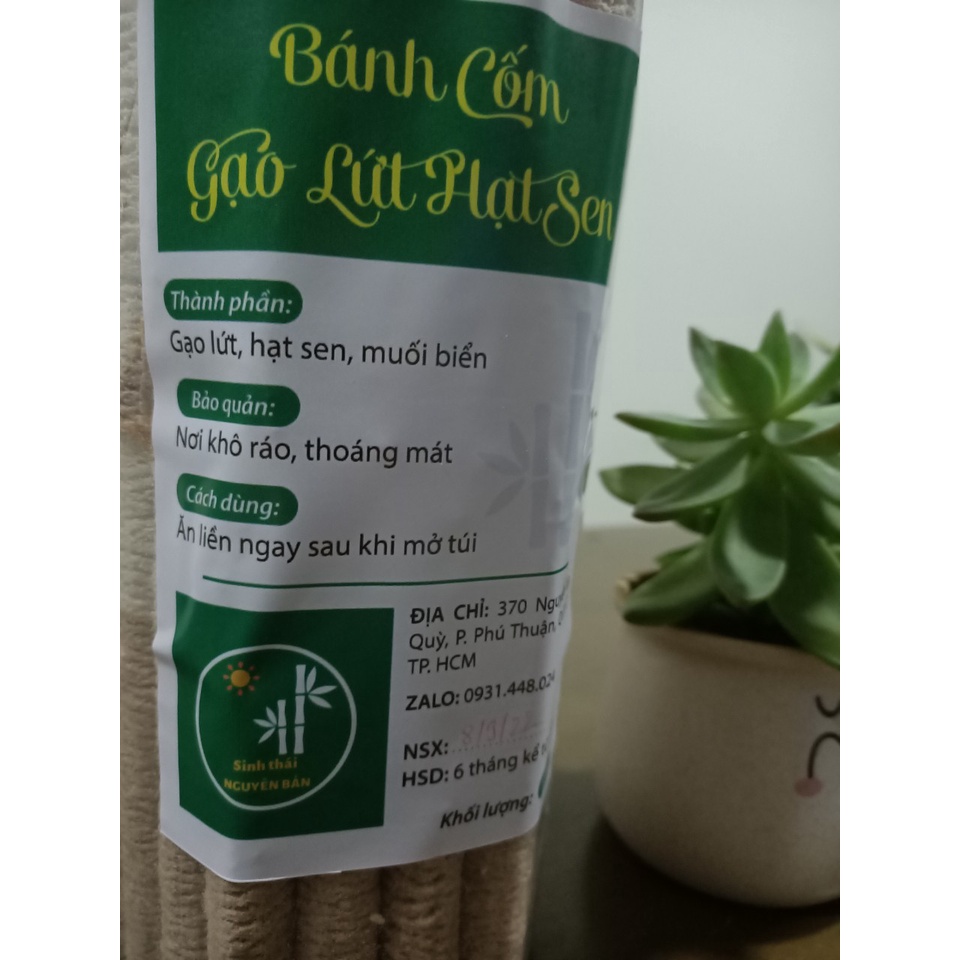 Bánh Cốm
Gạo Lứt Hạt Sen
Thành phần:
Gạo lứt, hạt sen, muối biển
Bảo quản:
Nơi khô ráo, thoáng mát
Cách dùng:
Ăn liền ngay sau khi mở túi
ĐỊA CHỈ: 370
Quỳ, P. Phú Thuận,
TP. HCM
ZALO: 0931.448.024
NSX:
HSD: 6 tháng kể
Khối lượng:
Sinh thái
NGUYÊN BẢN